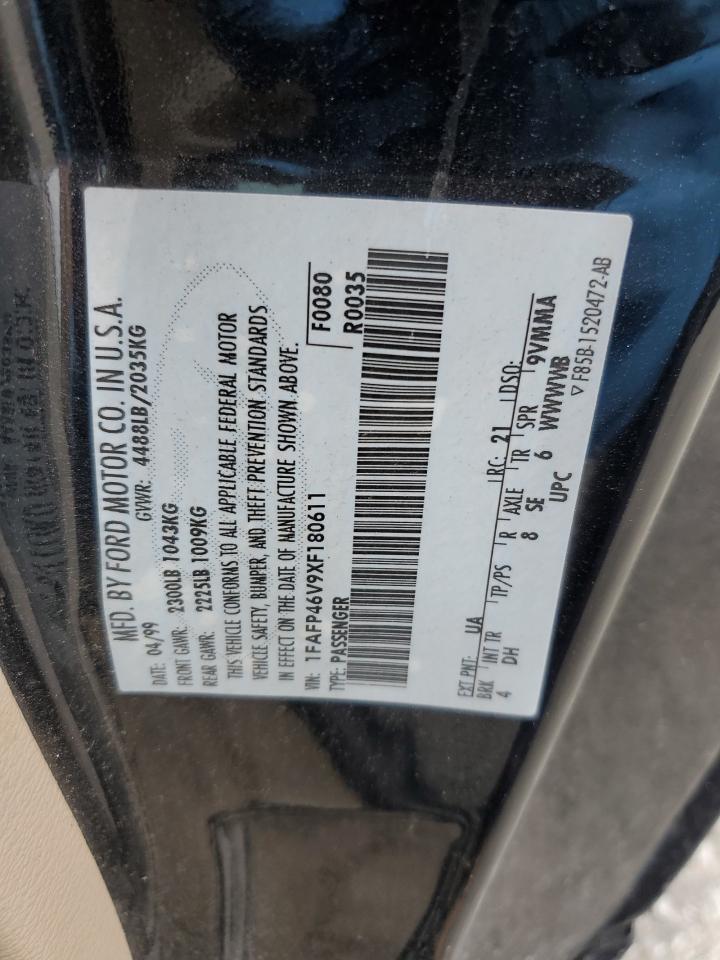 MFD. BY FORD MOTOR CO. IN U.S.A.
DATE: 04/99 GVWR: 4488LB/2035KG
FRONT GAWR: 2300LB 1043KG
REAR GAWR: 2225LB 1009KG
THIS VEHICLE CONFORMS TO ALL APPLICABLE FEDERAL MOTOR
VEHICLE SAFETY, BUMPER, AND THEFT PREVENTION STANDARDS
IN EFFECT ON THE DATE OF MANUFACTURE SHOWN ABOVE.
VIN: 1FAFP46V9XF180611 F0080
TYPE: PASSENGER R0035
EXT PNT: UA RC: 21 DSO:
BRK INT TR TP/PS R AXLE TR SPR 9VMMA
4 DH 8 SE 6 WWWWWB
UPC
▽ F85B-1520472-AB